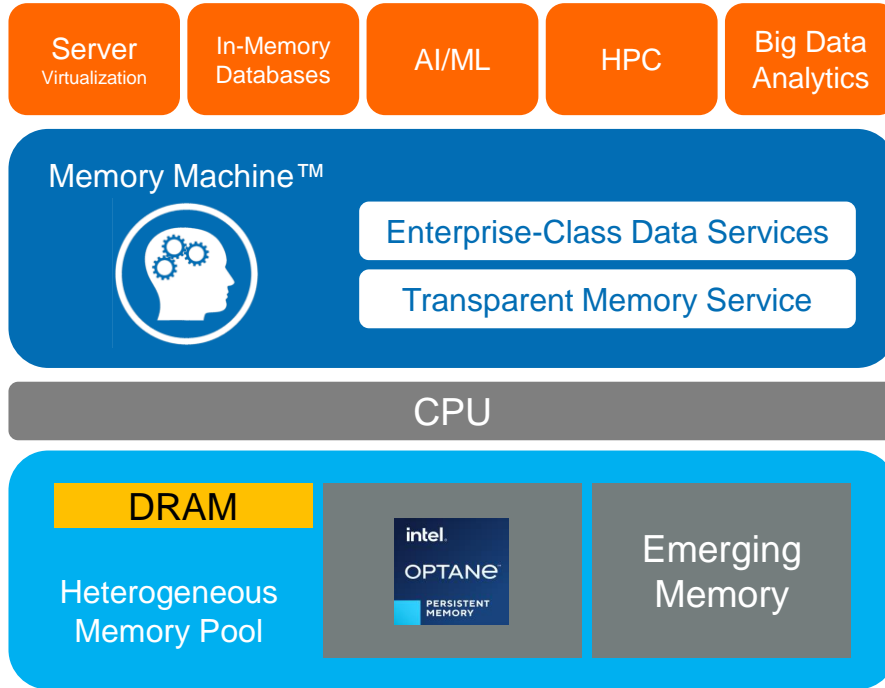 Server
Virtualization
In-Memory
Databases
AI/ML
HPC
Big Data
Analytics
Memory Machine™
Enterprise-Class Data Services
Transparent Memory Service
CPU
DRAM
Heterogeneous
Memory Pool
intel.
OPTANE™
PERSISTENT
MEMORY
Emerging
Memory